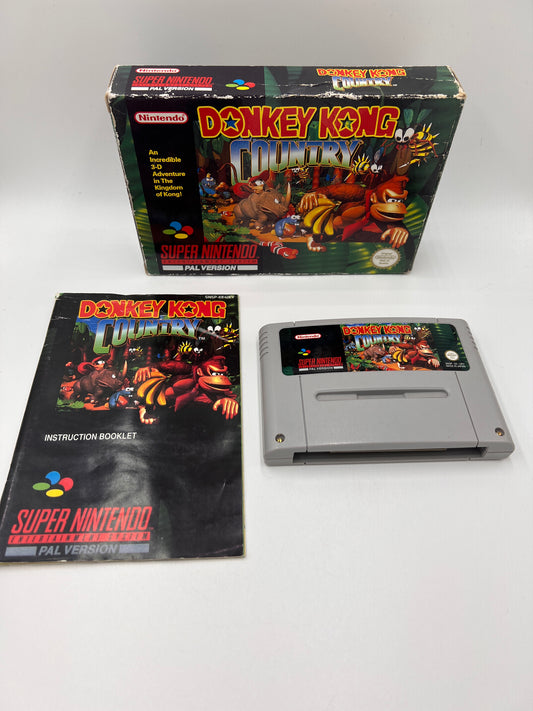 Nintendo
SUPER NINTENDO
PAL VERSION
DONKEY KONG
COUNTRY
Nintendo
DONKEY KONG
COUNTRY
An
Incredible
3-D
Adventure
in The
Kingdom
of Kong!
SUPER NINTENDO
ENTERTAINMENT SYSTEM
PAL VERSION
DONKEY KONG
COUNTRY™
INSTRUCTION BOOKLET
SUPER NINTENDO
ENTERTAINMENT SYSTEM
PAL VERSION
Nintendo
DONKEY KONG
COUNTRY
SUPER NINTENDO
PAL VERSION